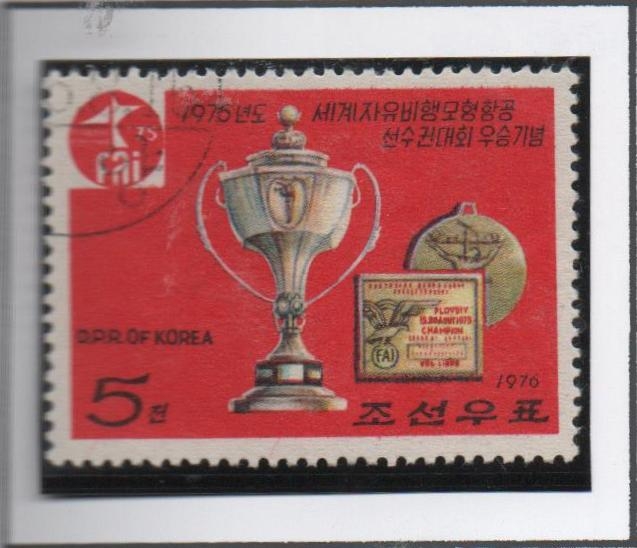 75
fai
1975년도 세계자유비행모형항공
선수권대회 우승기념
PLOVDIV
CHAMPION
FAI
D.P.R. OF KOREA
5 전
1976
조선우표